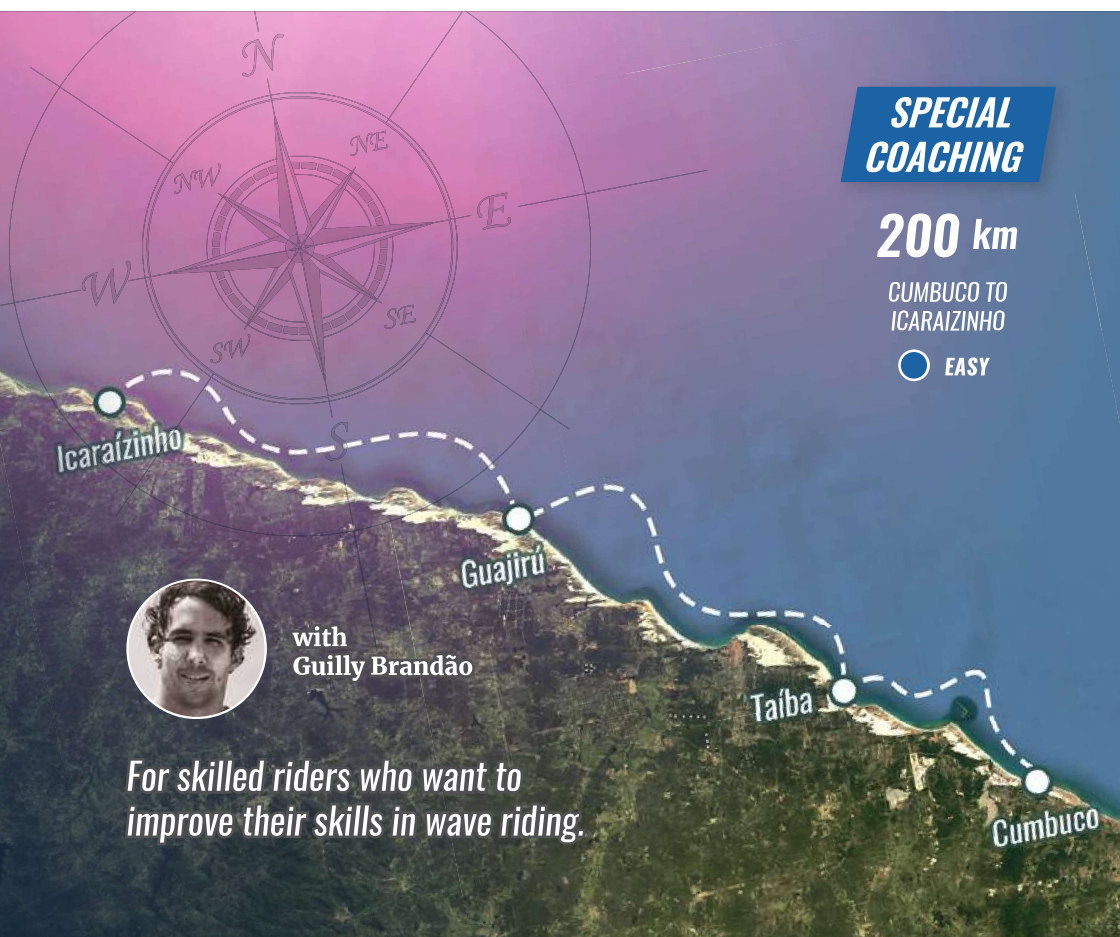 N
NE
NW
E
W
SE
SW
S
SPECIAL
COACHING
200 km
CUMBUCO TO
ICARAIZINHO
EASY
Icaraízinho
Guajirú
Taíba
Cumbuco
with
Guilly Brandão
For skilled riders who want to
improve their skills in wave riding.